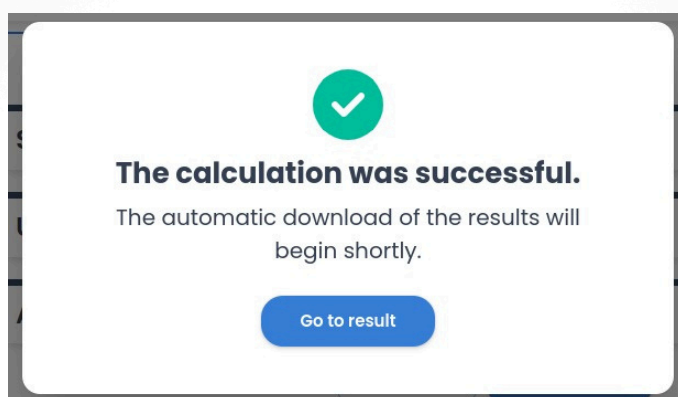 The calculation was successful.
The automatic download of the results will
begin shortly.
Go to result